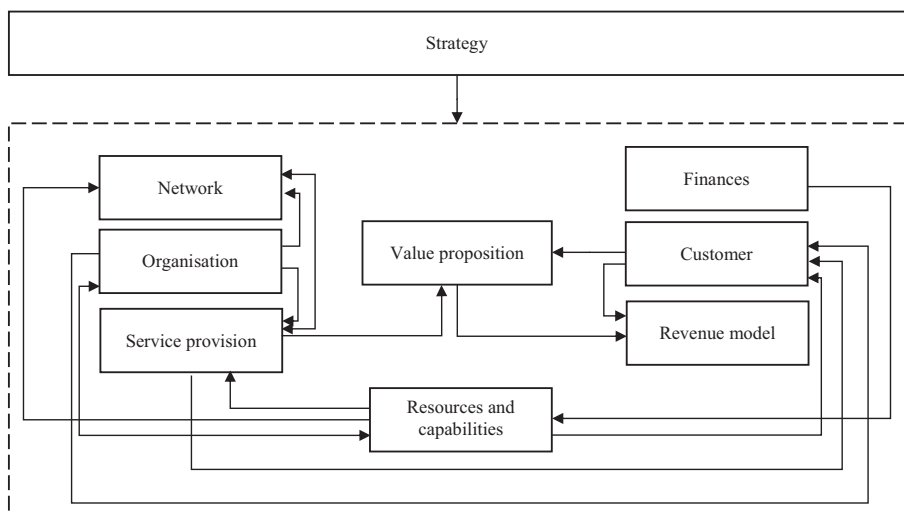 Strategy
Network
Finances
Organisation
Value proposition
Customer
Service provision
Revenue model
Resources and
capabilities